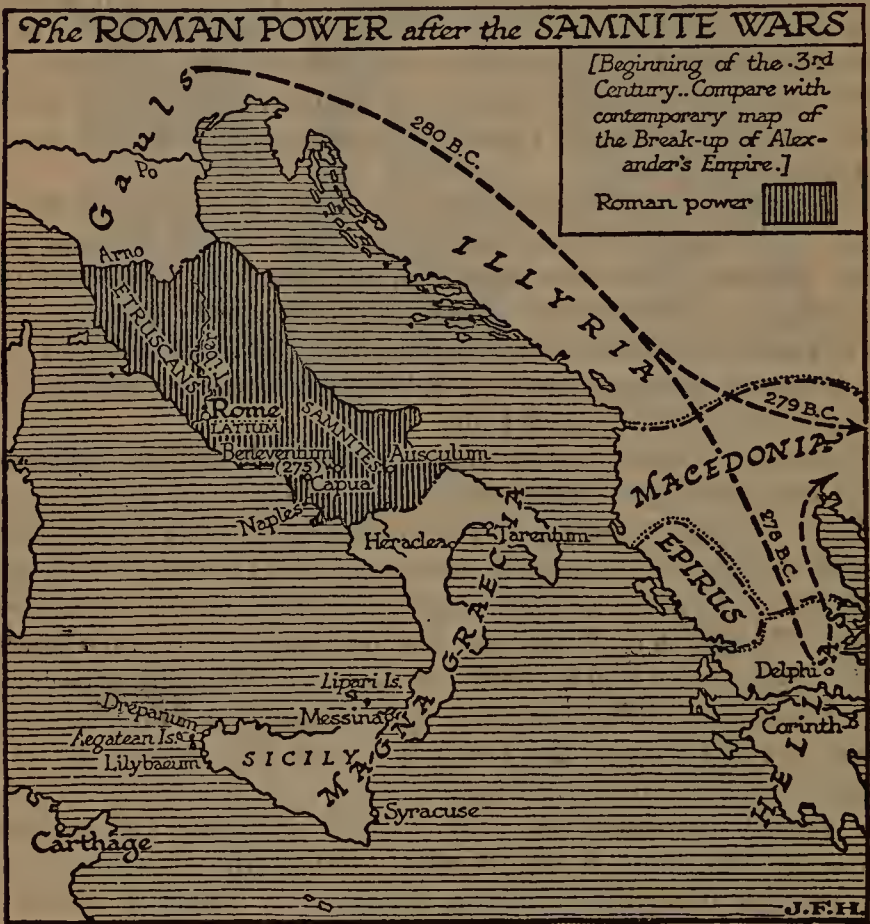 The ROMAN POWER after the SAMNITE WARS
[Beginning of the 3rd
Century.. Compare with
contemporary map of
the Break-up of Alex-
ander's Empire.]
Roman power
Gauls
280 B.C.
Po
ILLYRIA
Arno
ETRUSCANS
279 B.C.
Rome
LATIUM
SAMNITES
MACEDONIA
Beneventum
(275)
Ausculum
Capua
Naples
Heraclea
Tarentum
278 B.C.
EPIRUS
MAGNA GRAECIA
Delphi
HELLAS
Lipari Is.
Drepanum
Messina
Corinth
Aegatean Is.
SICILY
Lilybaeum
Syracuse
Carthage
J.F.H.